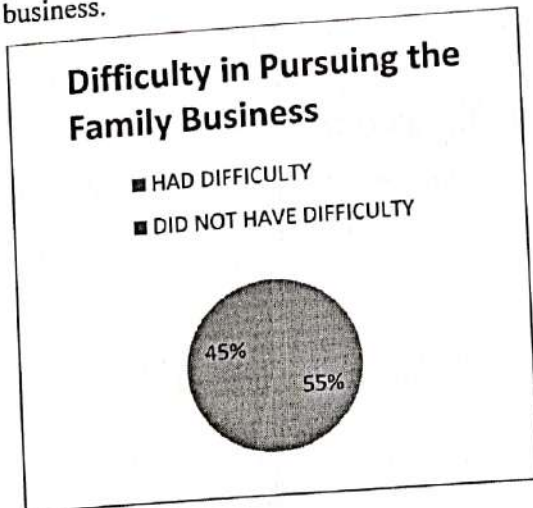 business.
Difficulty in Pursuing the
Family Business
HAD DIFFICULTY
DID NOT HAVE DIFFICULTY
45%
55%